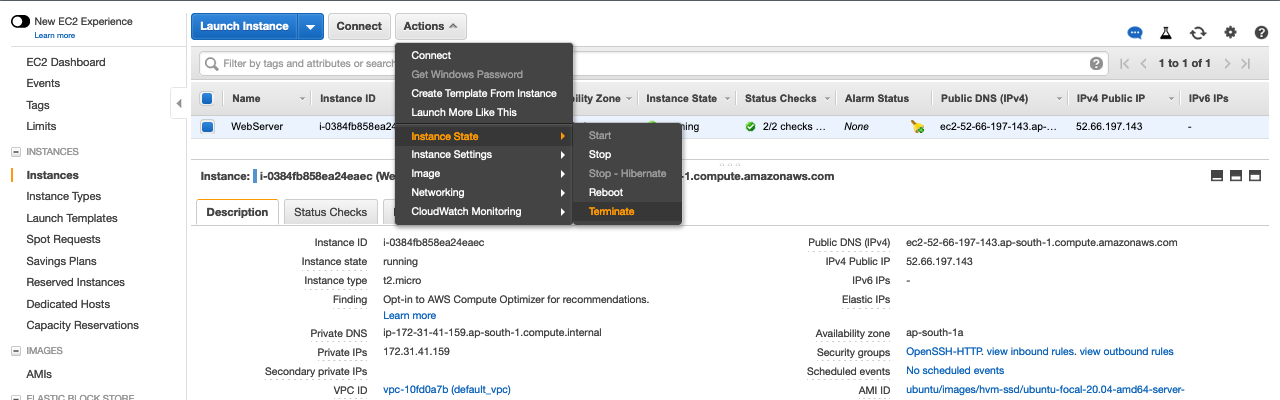 New EC2 Experience
Learn more
EC2 Dashboard
Events
Tags
Limits
INSTANCES
Instances
Instance Types
Launch Templates
Spot Requests
Savings Plans
Reserved Instances
Dedicated Hosts
Capacity Reservations
IMAGES
AMIs
ELASTIC BLOCK STORE
Launch Instance Connect Actions
Filter by tags and attributes or search
1 to 1 of 1
Connect
Get Windows Password
Create Template From Instance
Launch More Like This
Instance State
Instance Settings
Image
Networking
CloudWatch Monitoring
Start
Stop
Stop - Hibernate
Reboot
Terminate
Name Instance ID Zone Instance State Status Checks Alarm Status Public DNS (IPv4) IPv4 Public IP IPv6 IPs
WebServer 2/2 checks ... None ec2-52-66-197-143.ap-... 52.66.197.143 -
Instance: i-0384fb858ea24eaec
Description Status Checks
Instance ID i-0384fb858ea24eaec
Instance state running
Instance type t2.micro
Finding Opt-in to AWS Compute Optimizer for recommendations.
Learn more
Private DNS ip-172-31-41-159.ap-south-1.compute.internal
Private IPs 172.31.41.159
Secondary private IPs
VPC ID vpc-10fd0a7b (default_vpc)
Public DNS (IPv4) ec2-52-66-197-143.ap-south-1.compute.amazonaws.com
IPv4 Public IP 52.66.197.143
IPv6 IPs -
Elastic IPs
Availability zone ap-south-1a
Security groups OpenSSH-HTTP. view inbound rules. view outbound rules
Scheduled events No scheduled events
AMI ID ubuntu/images/hvm-ssd/ubuntu-focal-20.04-amd64-server-